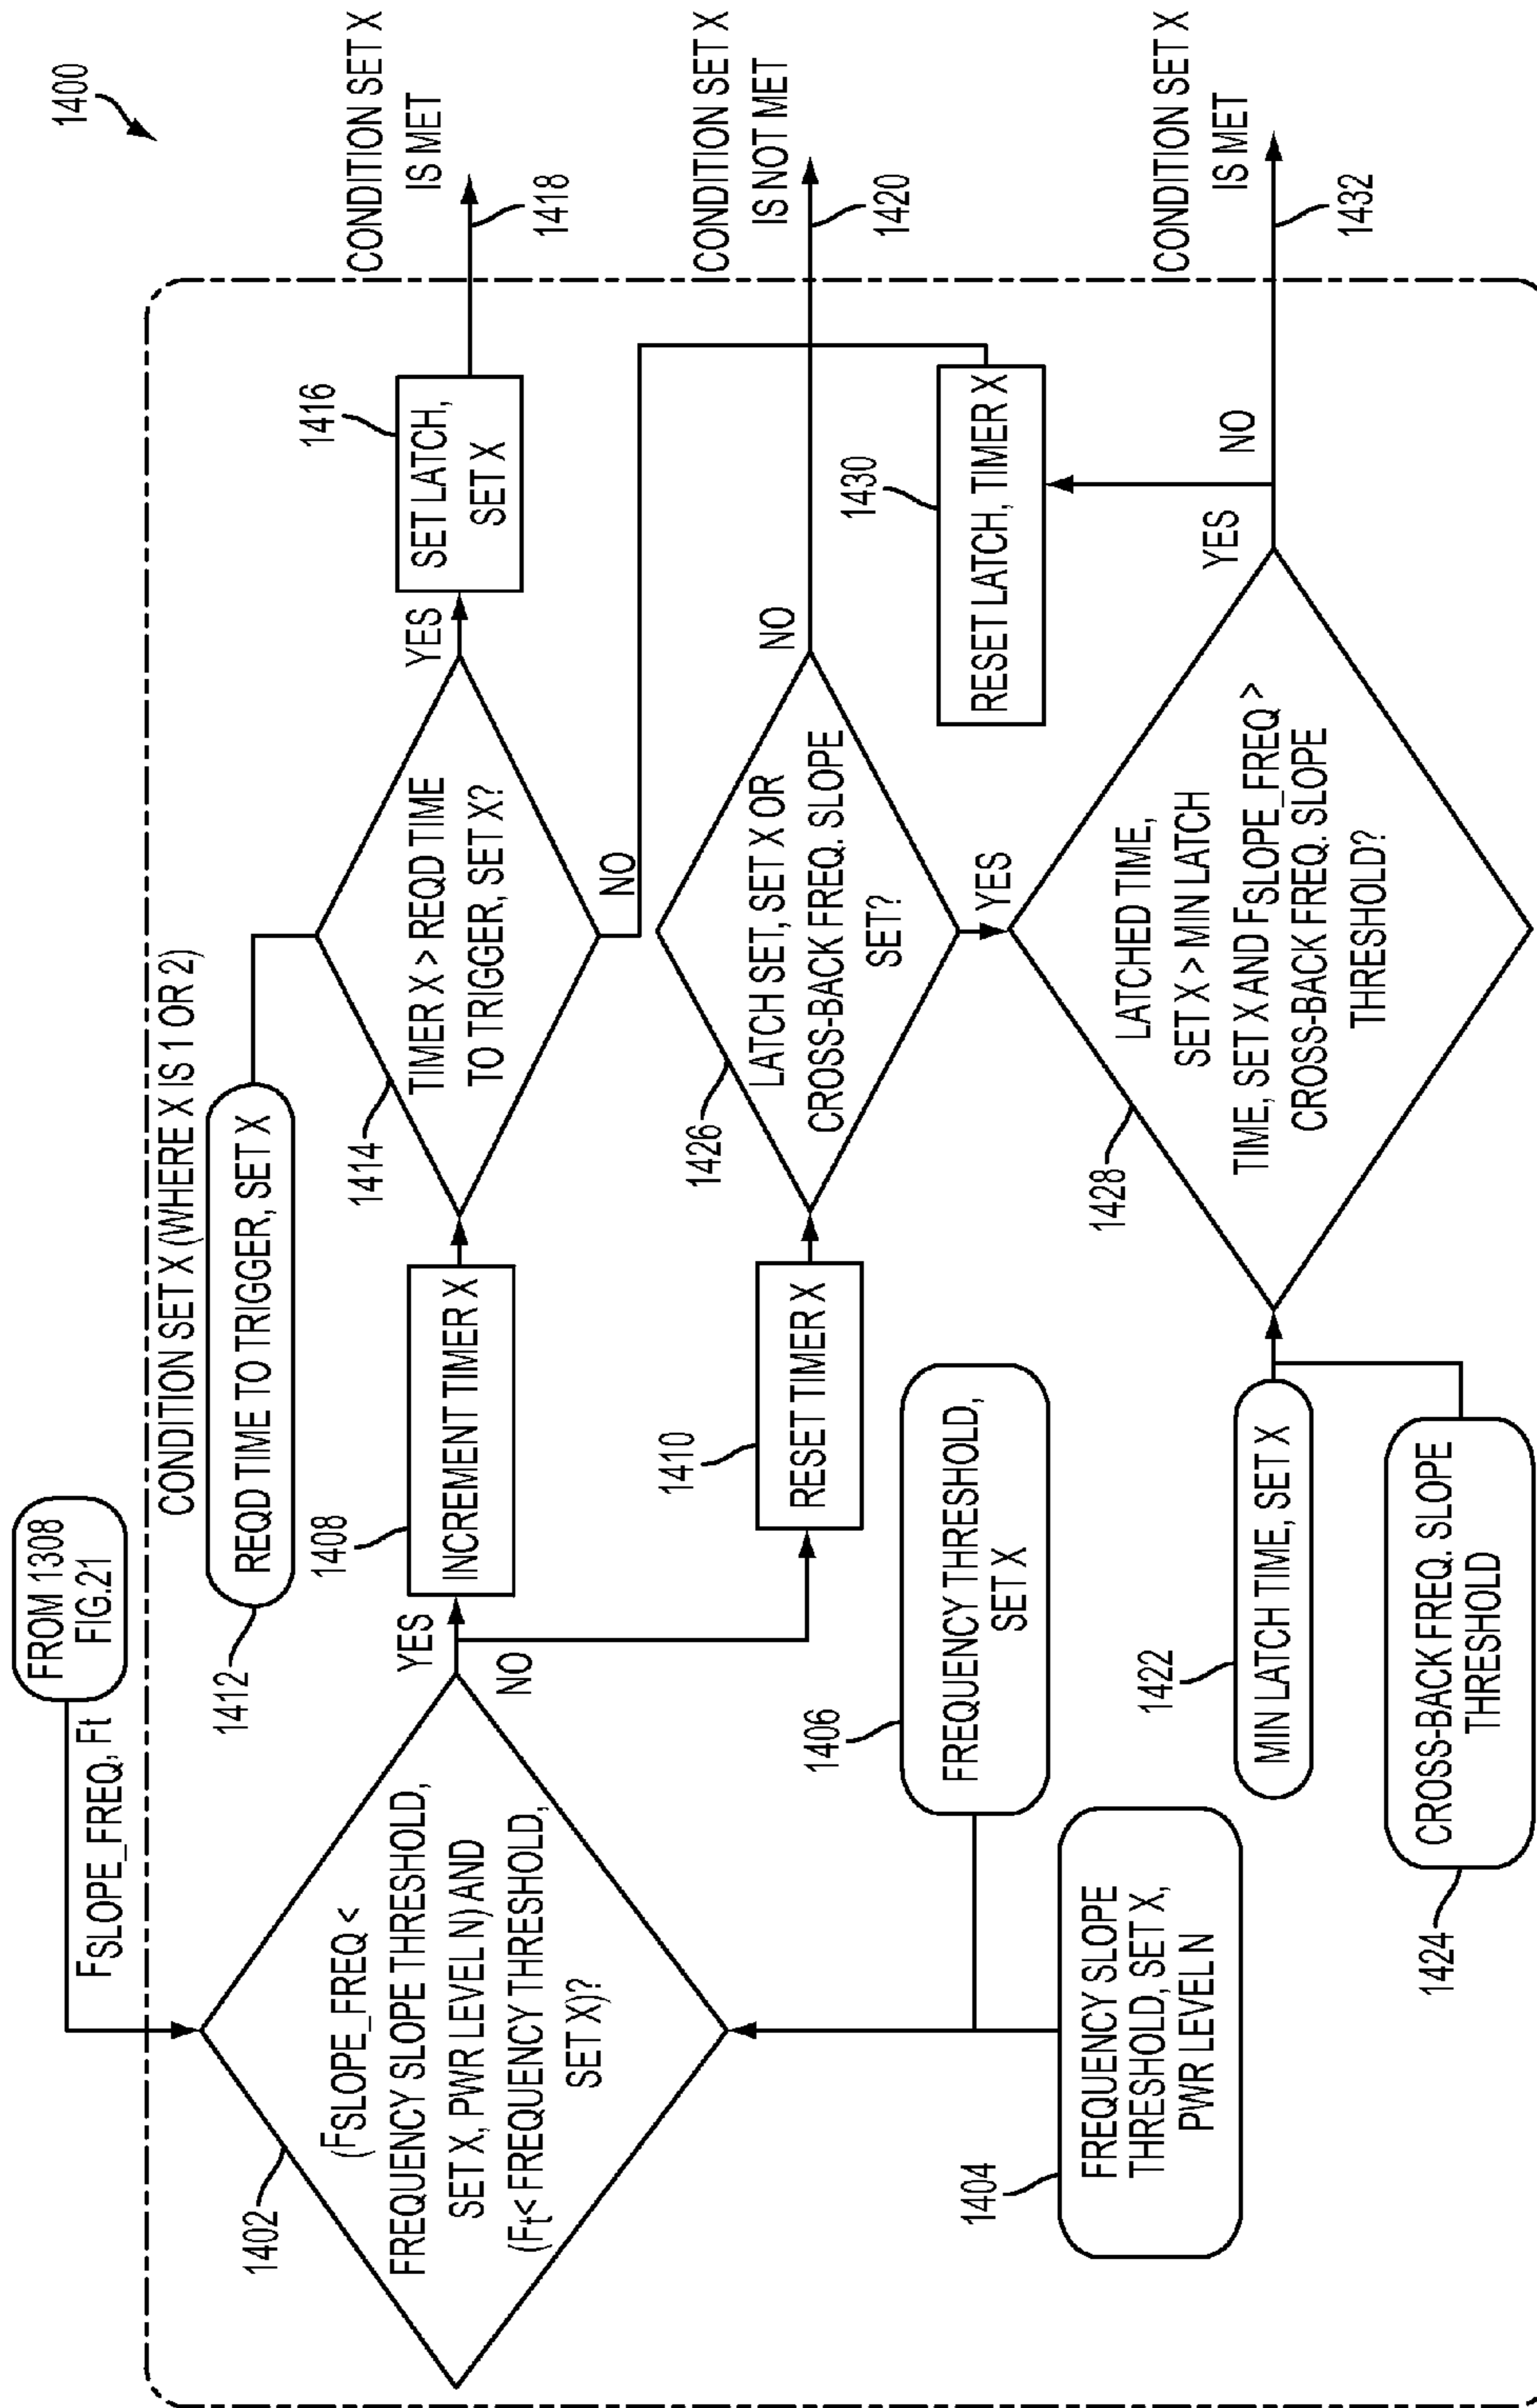 1400
FROM 1308
FIG.21
FSLOPE_FREQ, Ft
CONDITION SET X (WHERE X IS 1 OR 2)
1412
REQD TIME TO TRIGGER, SET X
1402
(FSLOPE_FREQ <
FREQUENCY SLOPE THRESHOLD,
SET X, PWR LEVEL N) AND
(Ft< FREQUENCY THRESHOLD,
SET X)?
YES
NO
1408
INCREMENT TIMER X
1414
TIMER X > REQD TIME
TO TRIGGER, SET X?
YES
NO
1416
SET LATCH,
SET X
1418
CONDITION SET X
IS MET
1410
RESET TIMER X
1426
LATCH SET, SET X OR
CROSS-BACK FREQ. SLOPE
SET?
NO
YES
1420
CONDITION SET X
IS NOT MET
1404
FREQUENCY SLOPE
THRESHOLD, SET X,
PWR LEVEL N
1406
FREQUENCY THRESHOLD,
SET X
1430
RESET LATCH, TIMER X
1422
MIN LATCH TIME, SET X
1424
CROSS-BACK FREQ. SLOPE
THRESHOLD
1428
LATCHED TIME,
SET X > MIN LATCH
TIME, SET X AND FSLOPE_FREQ >
CROSS-BACK FREQ. SLOPE
THRESHOLD?
YES
NO
1432
CONDITION SET X
IS MET